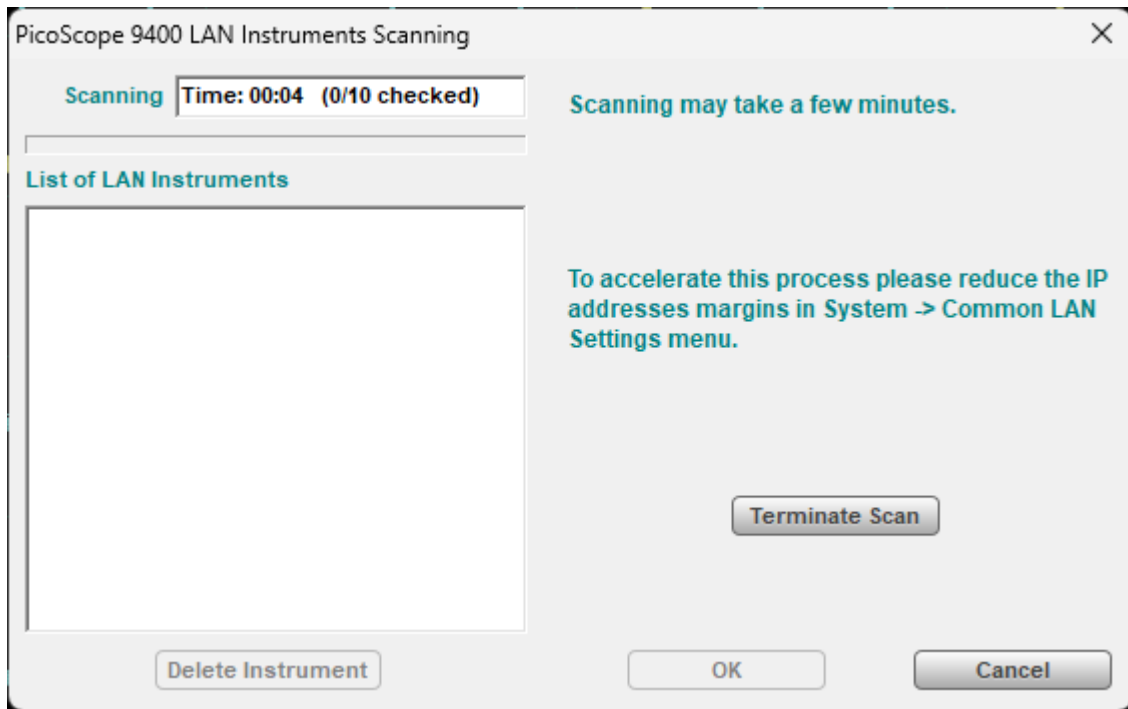 PicoScope 9400 LAN Instruments Scanning
Scanning Time: 00:04 (0/10 checked)
Scanning may take a few minutes.
List of LAN Instruments
To accelerate this process please reduce the IP
addresses margins in System -> Common LAN
Settings menu.
Terminate Scan
Delete Instrument
OK
Cancel